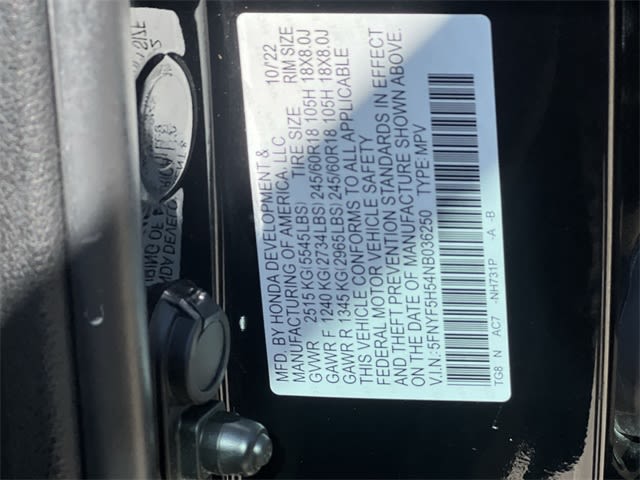 MFD. BY HONDA DEVELOPMENT & 10/22
MANUFACTURING OF AMERICA, LLC
TIRE SIZE RIM SIZE
GVWR 2515 KG(5545LBS)
GAWR F 1240 KG(2734LBS) 245/60R18 105H 18X8.0J
GAWR R 1345 KG(2965LBS) 245/60R18 105H 18X8.0J
THIS VEHICLE CONFORMS TO ALL APPLICABLE
FEDERAL MOTOR VEHICLE SAFETY
AND THEFT PREVENTION STANDARDS IN EFFECT
ON THE DATE OF MANUFACTURE SHOWN ABOVE.
V.I.N.:5FNYF5H54NB036250 TYPE:MPV
TG8 N AC7 -NH731P -A -B